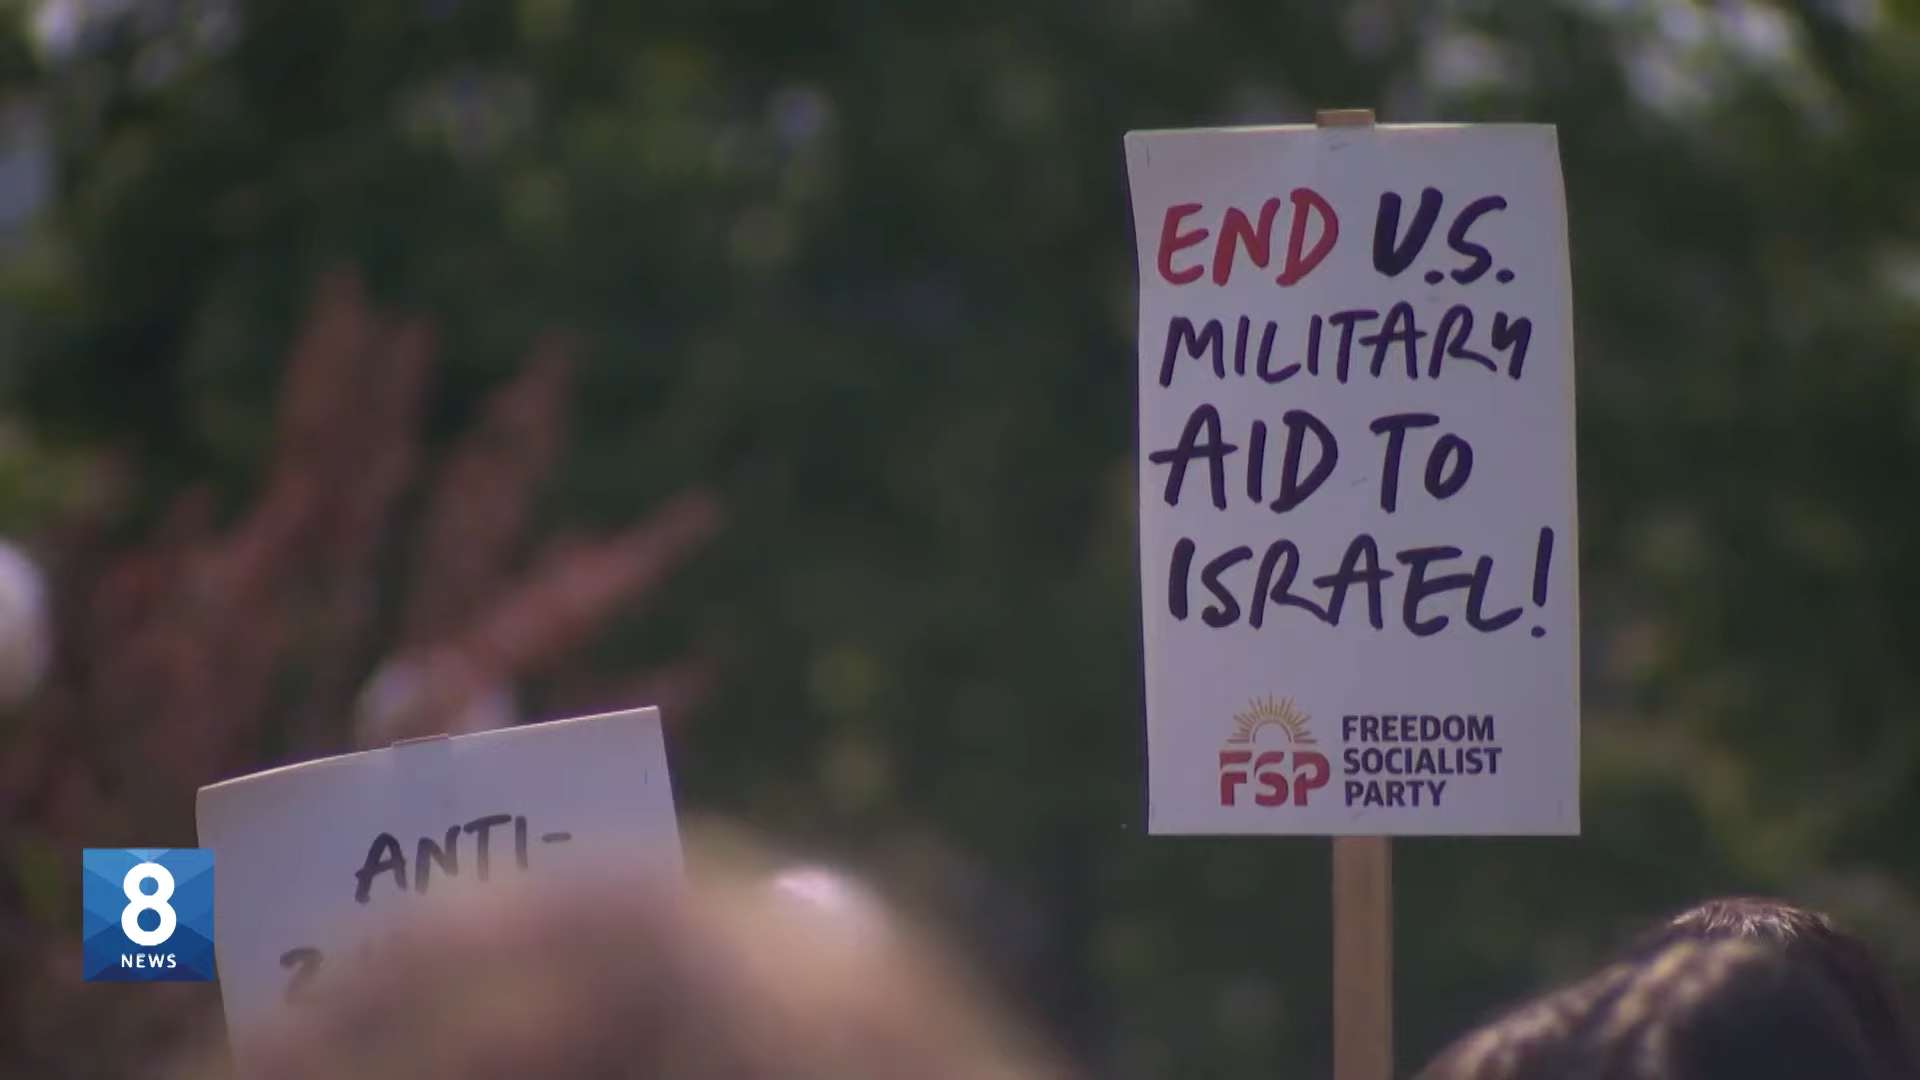 END U.S.
MILITARY
AID TO
ISRAEL!
FSP
FREEDOM
SOCIALIST
PARTY
ANTI-
8
NEWS